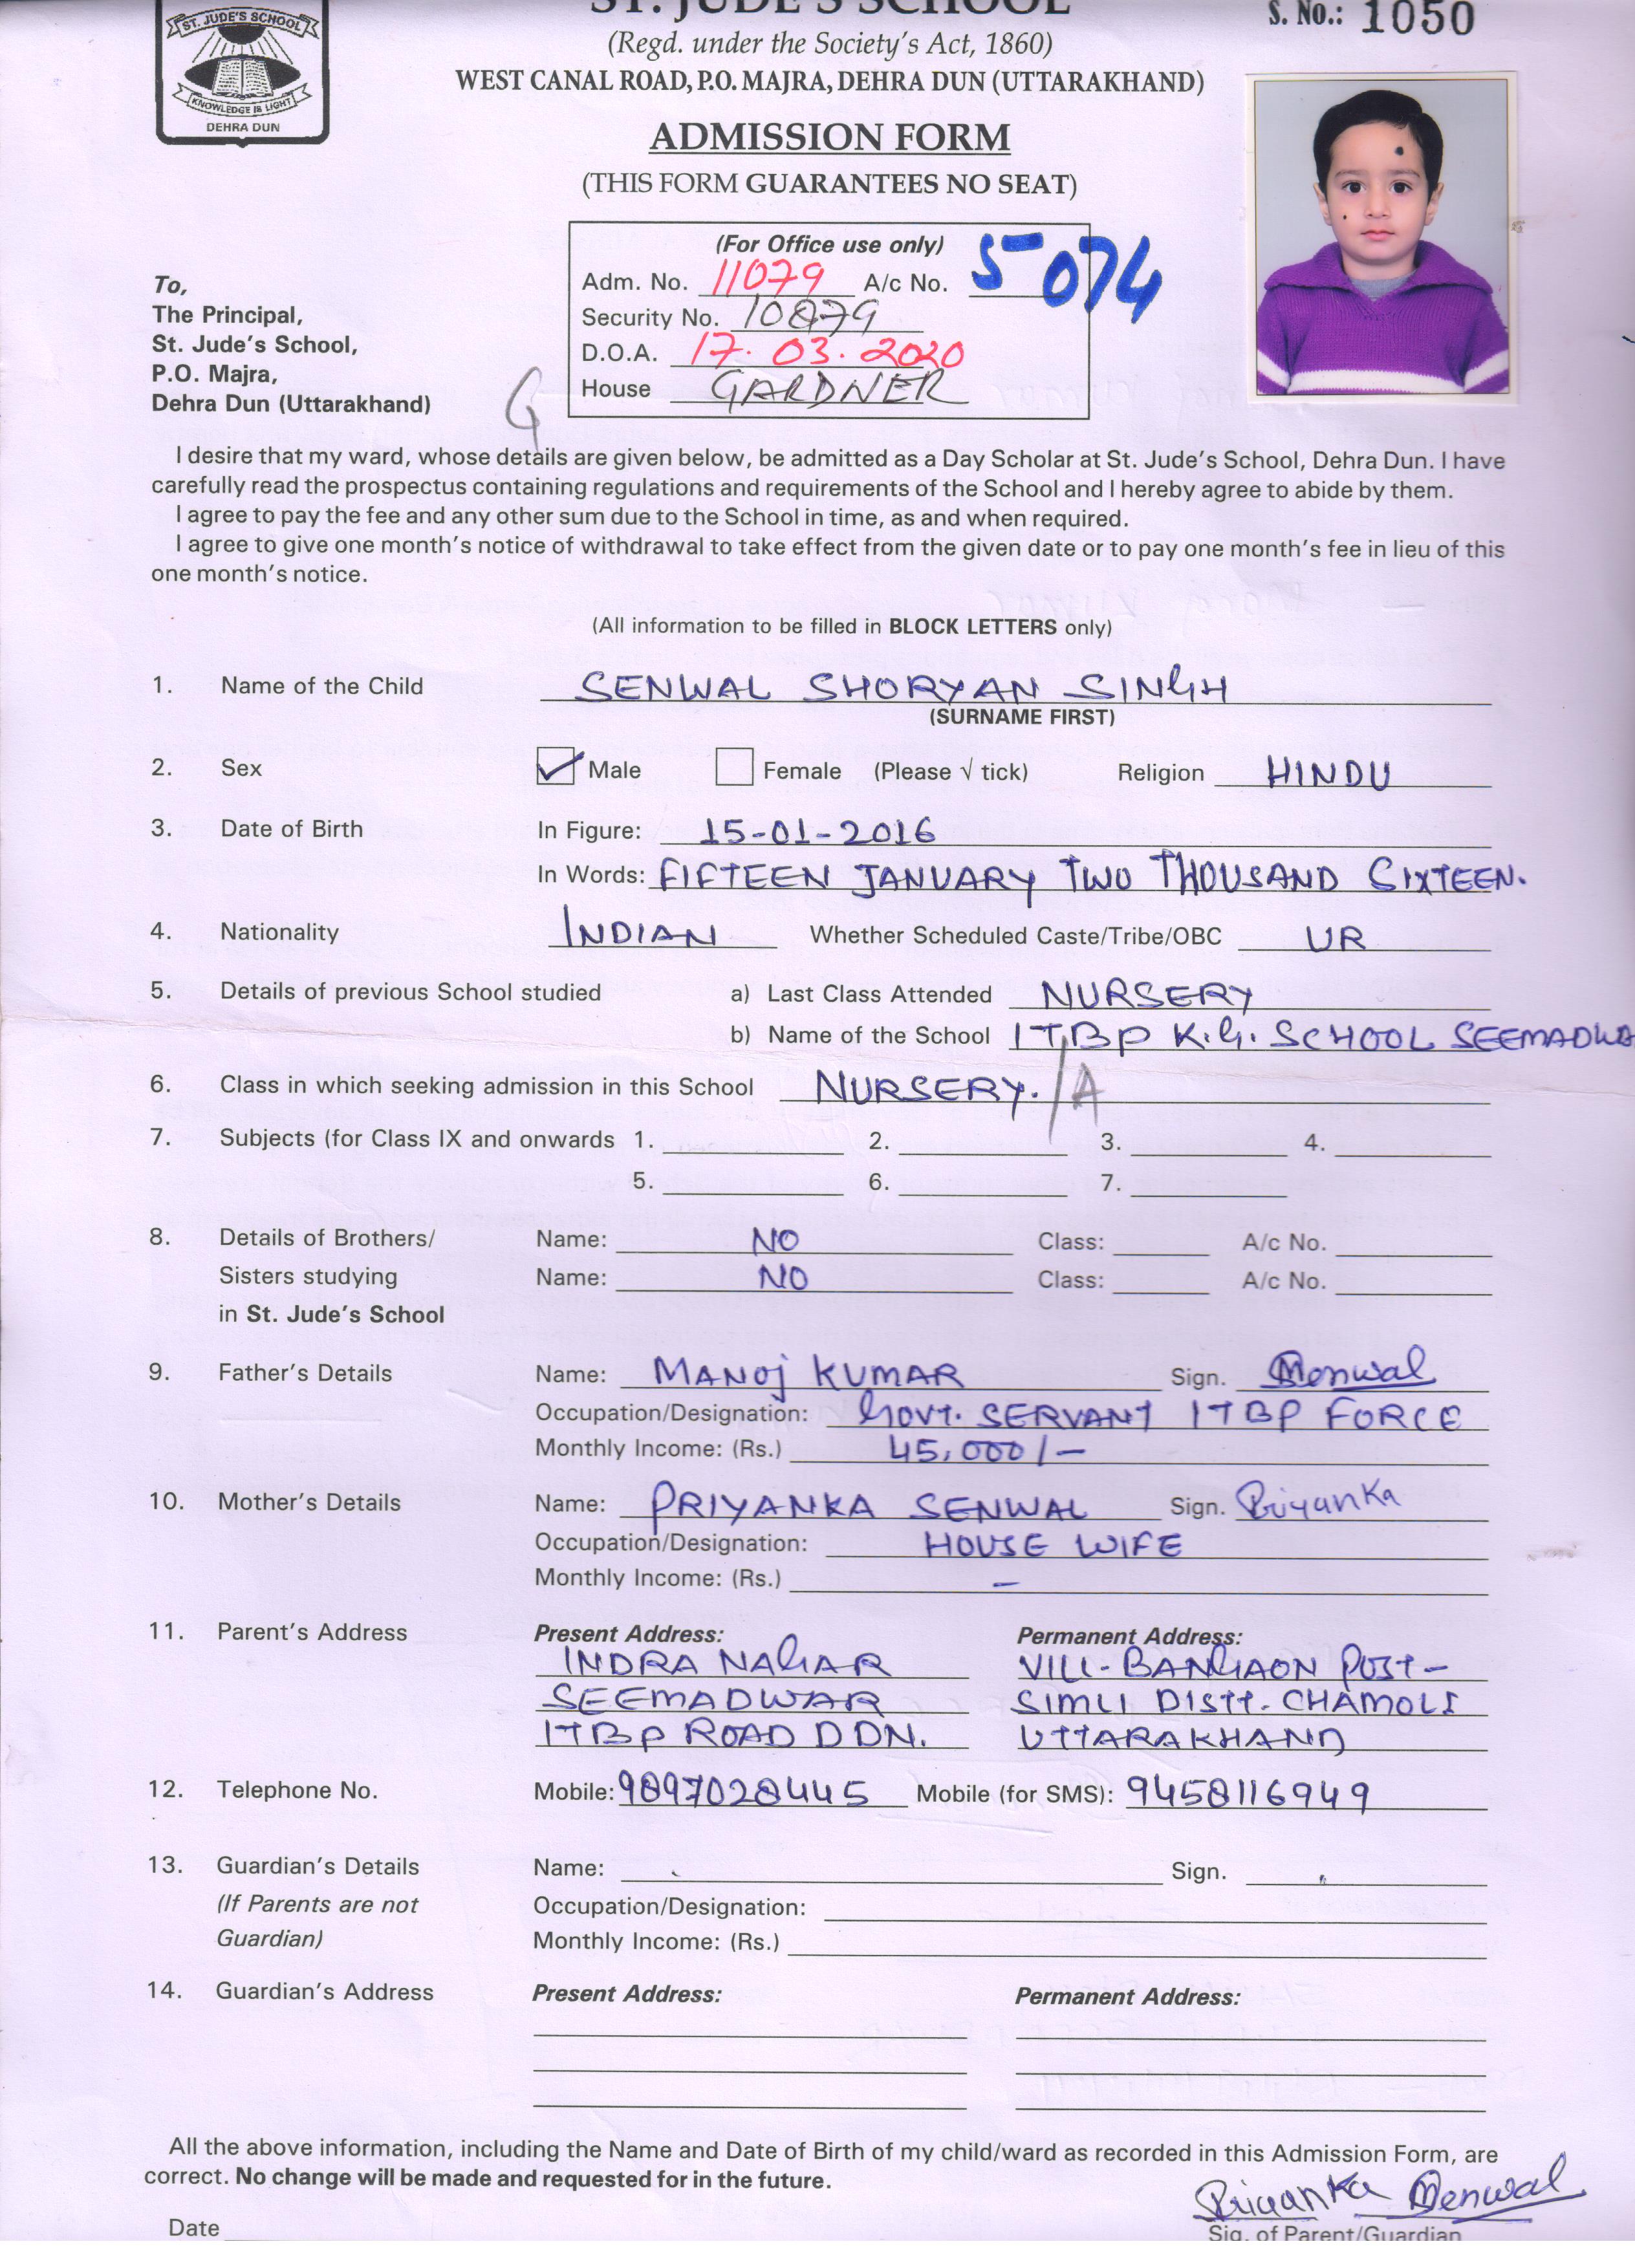 ST. JUDE'S SCHOOL
S. No.: 1050
ST. JUDE'S SCHOOL
KNOWLEDGE IS LIGHT
DEHRA DUN
(Regd. under the Society's Act, 1860)
WEST CANAL ROAD, P.O. MAJRA, DEHRA DUN (UTTARAKHAND)
ADMISSION FORM
(THIS FORM GUARANTEES NO SEAT)
(For Office use only)
Adm. No. 11079 A/c No. 5074
Security No. 10879
D.O.A. 17.03.2020
House GARDNER
To,
The Principal,
St. Jude's School,
P.O. Majra,
Dehra Dun (Uttarakhand)
G
I desire that my ward, whose details are given below, be admitted as a Day Scholar at St. Jude's School, Dehra Dun. I have
carefully read the prospectus containing regulations and requirements of the School and I hereby agree to abide by them.
I agree to pay the fee and any other sum due to the School in time, as and when required.
I agree to give one month's notice of withdrawal to take effect from the given date or to pay one month's fee in lieu of this
one month's notice.
(All information to be filled in BLOCK LETTERS only)
1. Name of the Child SENWAL SHORYAN SINGH
(SURNAME FIRST)
2. Sex Male Female (Please √ tick) Religion HINDU
3. Date of Birth In Figure: 15-01-2016
In Words: FIFTEEN JANUARY TWO THOUSAND SIXTEEN.
4. Nationality INDIAN Whether Scheduled Caste/Tribe/OBC UR
5. Details of previous School studied a) Last Class Attended NURSERY
b) Name of the School ITBP K.G. SCHOOL SEEMADWA
6. Class in which seeking admission in this School NURSERY. /A
7. Subjects (for Class IX and onwards 1. 2. 3. 4.
5. 6. 7.
8. Details of Brothers/ Name: NO Class: A/c No.
Sisters studying Name: NO Class: A/c No.
in St. Jude's School
9. Father's Details Name: MANOJ KUMAR Sign. Menwal
Occupation/Designation: GOVT. SERVANT ITBP FORCE
Monthly Income: (Rs.) 45,000/-
10. Mother's Details Name: PRIYANKA SENWAL Sign. Priyanka
Occupation/Designation: HOUSE WIFE
Monthly Income: (Rs.) -
11. Parent's Address Present Address: Permanent Address:
INDRA NAGAR VILL-BANGAON POST-
SEEMADWAR SIMLI DISTT. CHAMOLI
ITBP ROAD DDN. UTTARAKHAND
12. Telephone No. Mobile: 9897028445 Mobile (for SMS): 9458116949
13. Guardian's Details Name: Sign.
(If Parents are not Occupation/Designation:
Guardian) Monthly Income: (Rs.)
14. Guardian's Address Present Address: Permanent Address:
All the above information, including the Name and Date of Birth of my child/ward as recorded in this Admission Form, are
correct. No change will be made and requested for in the future.
Priyanka Menwal
Date Sig. of Parent/Guardian